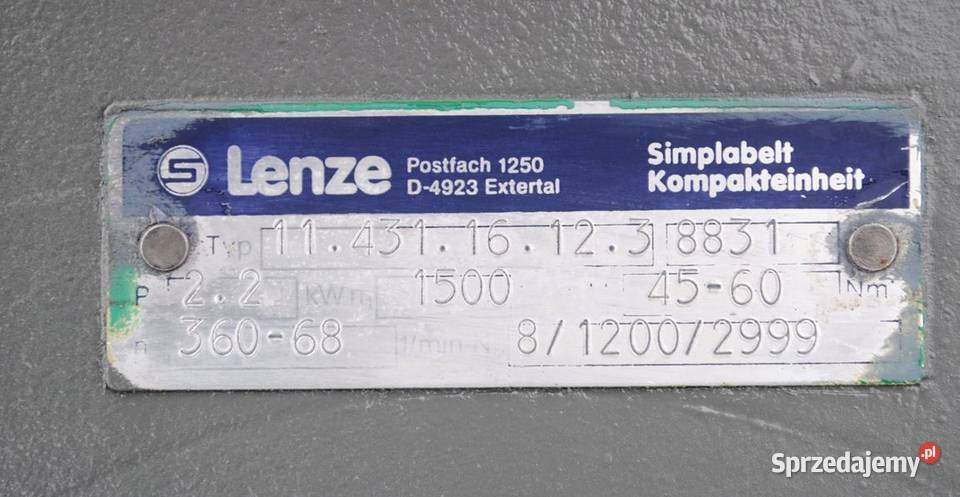 Lenze
Postfach 1250
D-4923 Extertal
Simplabelt
Kompakteinheit
Typ 11.431.16.12.3 8831
P 2.2 kW n₁ 1500 45-60 Nm
n 360-68 1/min 8/1200/2999
Sprzedajemy.pl